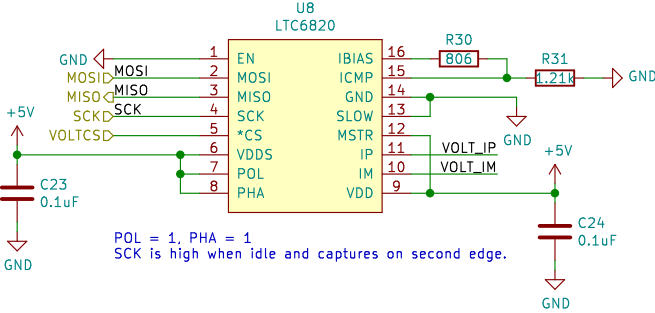 U8
LTC6820
GND 1 EN IBIAS 16 R30 806
MOSI MOSI 2 MOSI ICMP 15 R31 1.21k GND
MISO MISO 3 MISO GND 14
SCK SCK 4 SCK SLOW 13 GND
VOLTCS 5 *CS MSTR 12
+5V 6 VDDS IP 11 VOLT_IP +5V
7 POL IM 10 VOLT_IM
8 PHA VDD 9
C23
0.1uF
GND
C24
0.1uF
GND
POL = 1, PHA = 1
SCK is high when idle and captures on second edge.